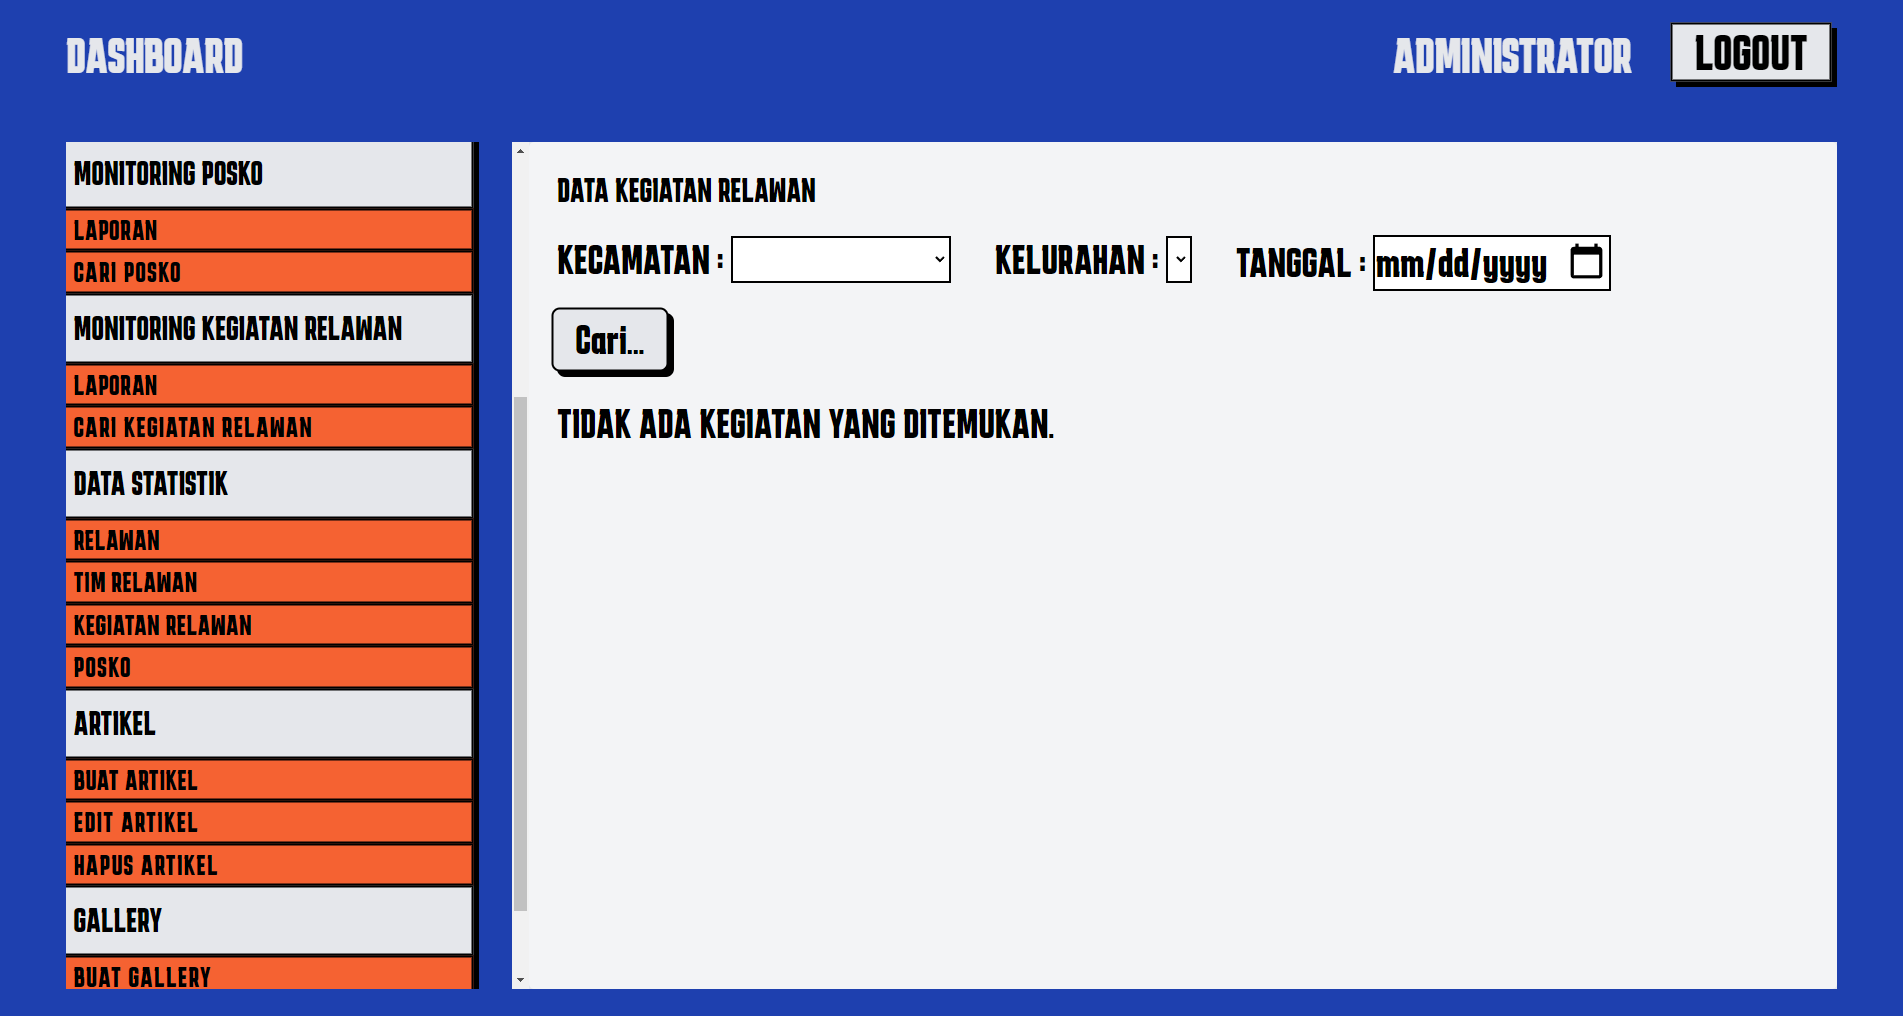 DASHBOARD
ADMINISTRATOR
LOGOUT
MONITORING POSKO
LAPORAN
CARI POSKO
MONITORING KEGIATAN RELAWAN
LAPORAN
CARI KEGIATAN RELAWAN
DATA STATISTIK
RELAWAN
TIM RELAWAN
KEGIATAN RELAWAN
POSKO
ARTIKEL
BUAT ARTIKEL
EDIT ARTIKEL
HAPUS ARTIKEL
GALLERY
BUAT GALLERY
DATA KEGIATAN RELAWAN
KECAMATAN :
KELURAHAN :
TANGGAL : mm/dd/yyyy
Cari...
TIDAK ADA KEGIATAN YANG DITEMUKAN.